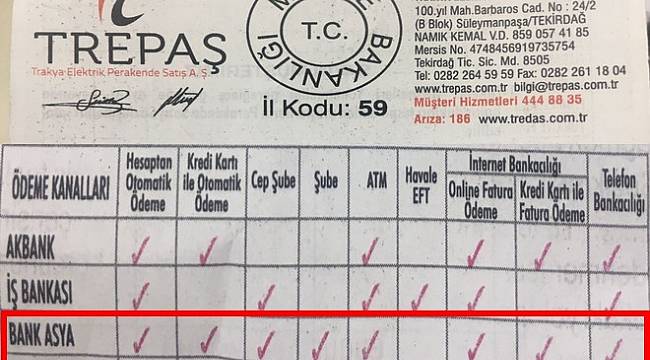 TREPAŞ
Trakya Elektrik Perakende Satış A. Ş.
T.C.
BAKANLIĞI
İl Kodu: 59
100.yıl Mah.Barbaros Cad. No : 24/2
(B Blok) Süleymanpaşa/TEKİRDAĞ
NAMIK KEMAL V.D. 859 057 41 85
Mersis No. 4748456919735754
Tekirdağ Tic. Sic. Md. 8505
Tel: 0282 264 59 59 Fax: 0282 261 18 04
www.trepas.com.tr bilgi@trepas.com.tr
Müşteri Hizmetleri 444 88 35
Arıza: 186 www.tredas.com.tr
ÖDEME KANALLARI
Hesaptan Otomatik Ödeme
Kredi Kartı ile Otomatik Ödeme
Cep Şube
Şube
ATM
Havale EFT
İnternet Bankacılığı
Online Fatura Ödeme
Kredi Kartı ile Fatura Ödeme
Telefon Bankacılığı
AKBANK
İŞ BANKASI
BANK ASYA